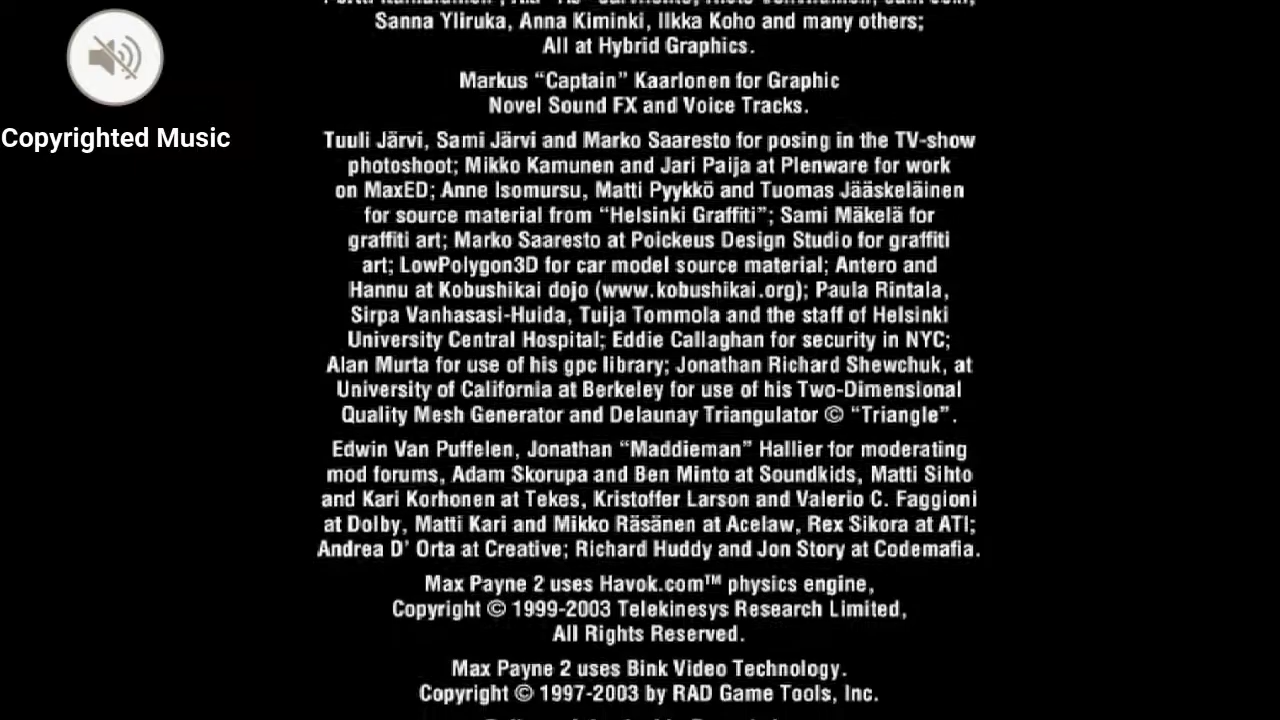 Sanna Yliruka, Anna Kiminki, Ilkka Koho and many others;
All at Hybrid Graphics.
Markus “Captain” Kaarlonen for Graphic
Novel Sound FX and Voice Tracks.
Copyrighted Music
Tuuli Järvi, Sami Järvi and Marko Saaresto for posing in the TV-show
photoshoot; Mikko Kamunen and Jari Paija at Plenware for work
on MaxED; Anne Isomursu, Matti Pyykkö and Tuomas Jääskeläinen
for source material from “Helsinki Graffiti”; Sami Mäkelä for
graffiti art; Marko Saaresto at Poickeus Design Studio for graffiti
art; LowPolygon3D for car model source material; Antero and
Hannu at Kobushikai dojo (www.kobushikai.org); Paula Rintala,
Sirpa Vanhasasi-Huida, Tuija Tommola and the staff of Helsinki
University Central Hospital; Eddie Callaghan for security in NYC;
Alan Murta for use of his gpc library; Jonathan Richard Shewchuk, at
University of California at Berkeley for use of his Two-Dimensional
Quality Mesh Generator and Delaunay Triangulator © “Triangle”.
Edwin Van Puffelen, Jonathan “Maddieman” Hallier for moderating
mod forums, Adam Skorupa and Ben Minto at Soundkids, Matti Sihto
and Kari Korhonen at Tekes, Kristoffer Larson and Valerio C. Faggioni
at Dolby, Matti Kari and Mikko Räsänen at Acelaw, Rex Sikora at ATI;
Andrea D’ Orta at Creative; Richard Huddy and Jon Story at Codemafia.
Max Payne 2 uses Havok.com™ physics engine,
Copyright © 1999-2003 Telekinesys Research Limited,
All Rights Reserved.
Max Payne 2 uses Bink Video Technology.
Copyright © 1997-2003 by RAD Game Tools, Inc.